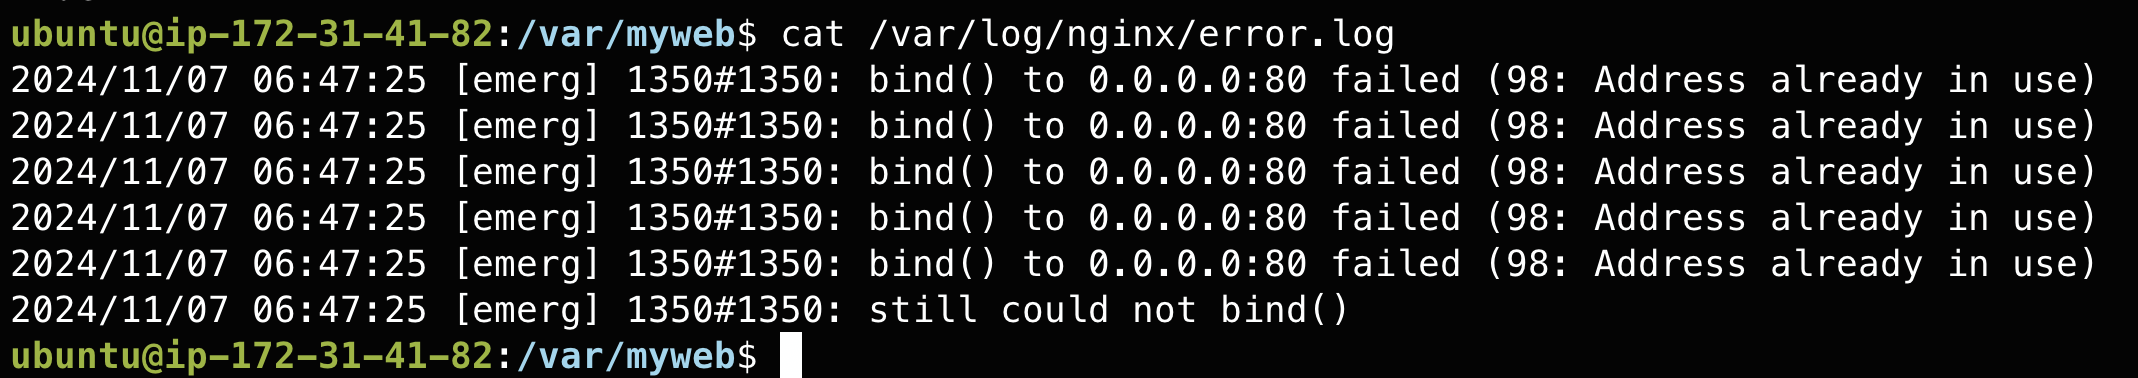 ubuntu@ip-172-31-41-82:/var/myweb$ cat /var/log/nginx/error.log
2024/11/07 06:47:25 [emerg] 1350#1350: bind() to 0.0.0.0:80 failed (98: Address already in use)
2024/11/07 06:47:25 [emerg] 1350#1350: bind() to 0.0.0.0:80 failed (98: Address already in use)
2024/11/07 06:47:25 [emerg] 1350#1350: bind() to 0.0.0.0:80 failed (98: Address already in use)
2024/11/07 06:47:25 [emerg] 1350#1350: bind() to 0.0.0.0:80 failed (98: Address already in use)
2024/11/07 06:47:25 [emerg] 1350#1350: bind() to 0.0.0.0:80 failed (98: Address already in use)
2024/11/07 06:47:25 [emerg] 1350#1350: still could not bind()
ubuntu@ip-172-31-41-82:/var/myweb$